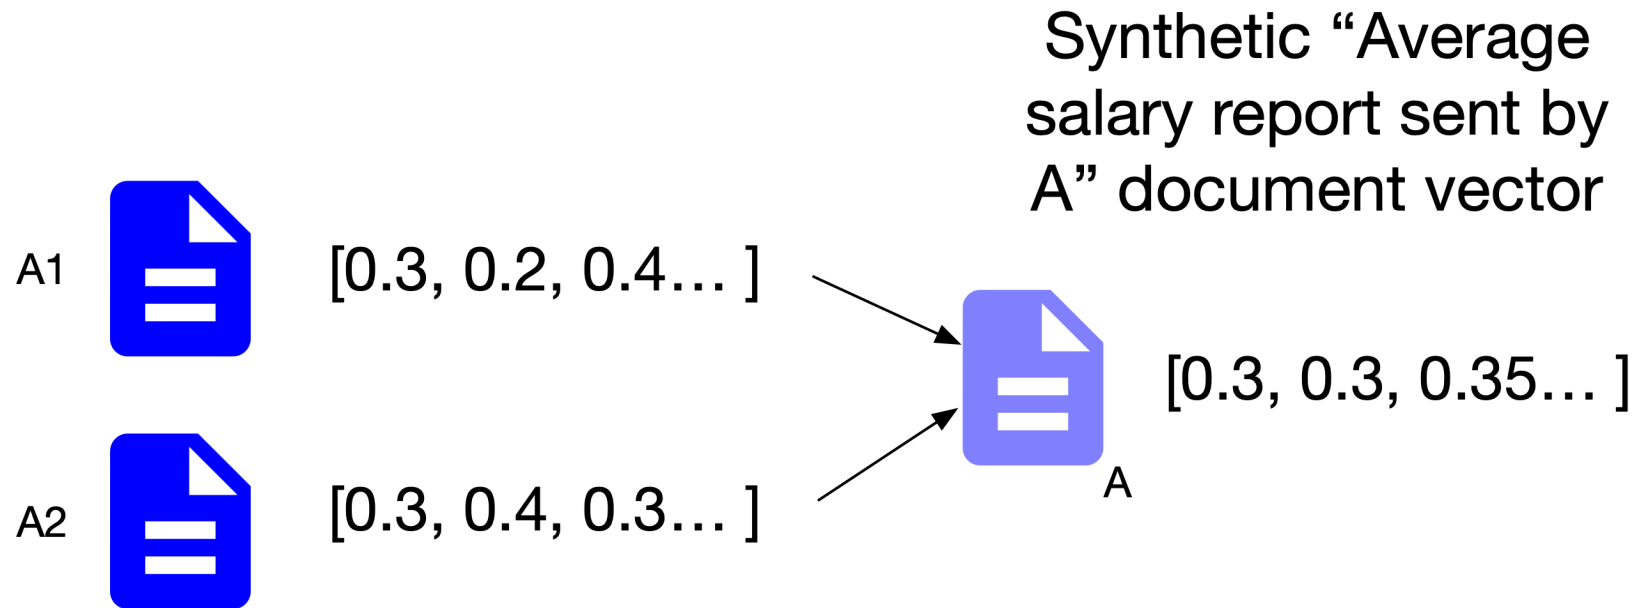 Synthetic “Average
salary report sent by
A” document vector
A1
[0.3, 0.2, 0.4… ]
[0.3, 0.3, 0.35… ]
A
A2
[0.3, 0.4, 0.3… ]